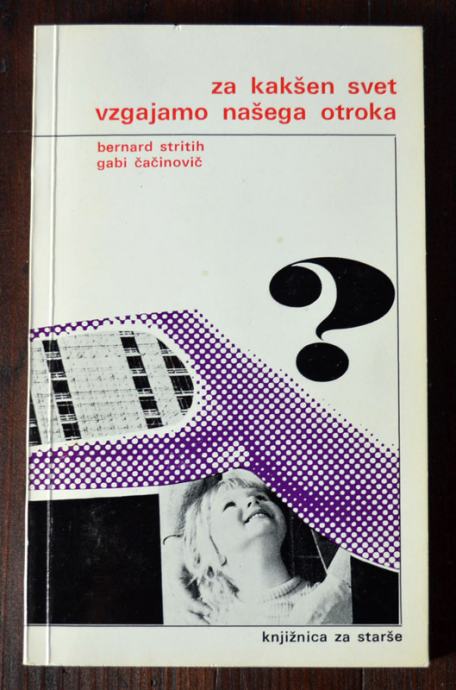 za kakšen svet
vzgajamo našega otroka
bernard stritih
gabi čačinovič
?
knjižnica za starše